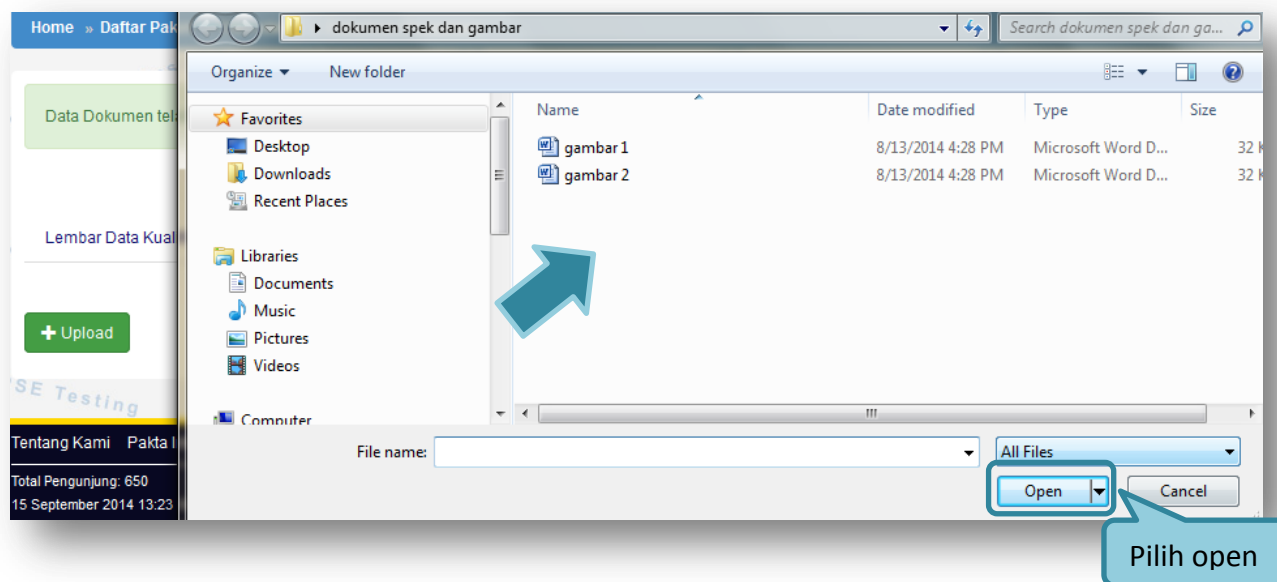 Home » Daftar Pak
dokumen spek dan gambar
Search dokumen spek dan ga...
Organize New folder
Data Dokumen tel
Lembar Data Kual
+ Upload
SE Testing
Tentang Kami Pakta I
Total Pengunjung: 650
15 September 2014 13:23
Favorites
Desktop
Downloads
Recent Places
Libraries
Documents
Music
Pictures
Videos
Computer
Name Date modified Type Size
gambar 1 8/13/2014 4:28 PM Microsoft Word D... 32 K
gambar 2 8/13/2014 4:28 PM Microsoft Word D... 32 K
File name: All Files
Open Cancel
Pilih open